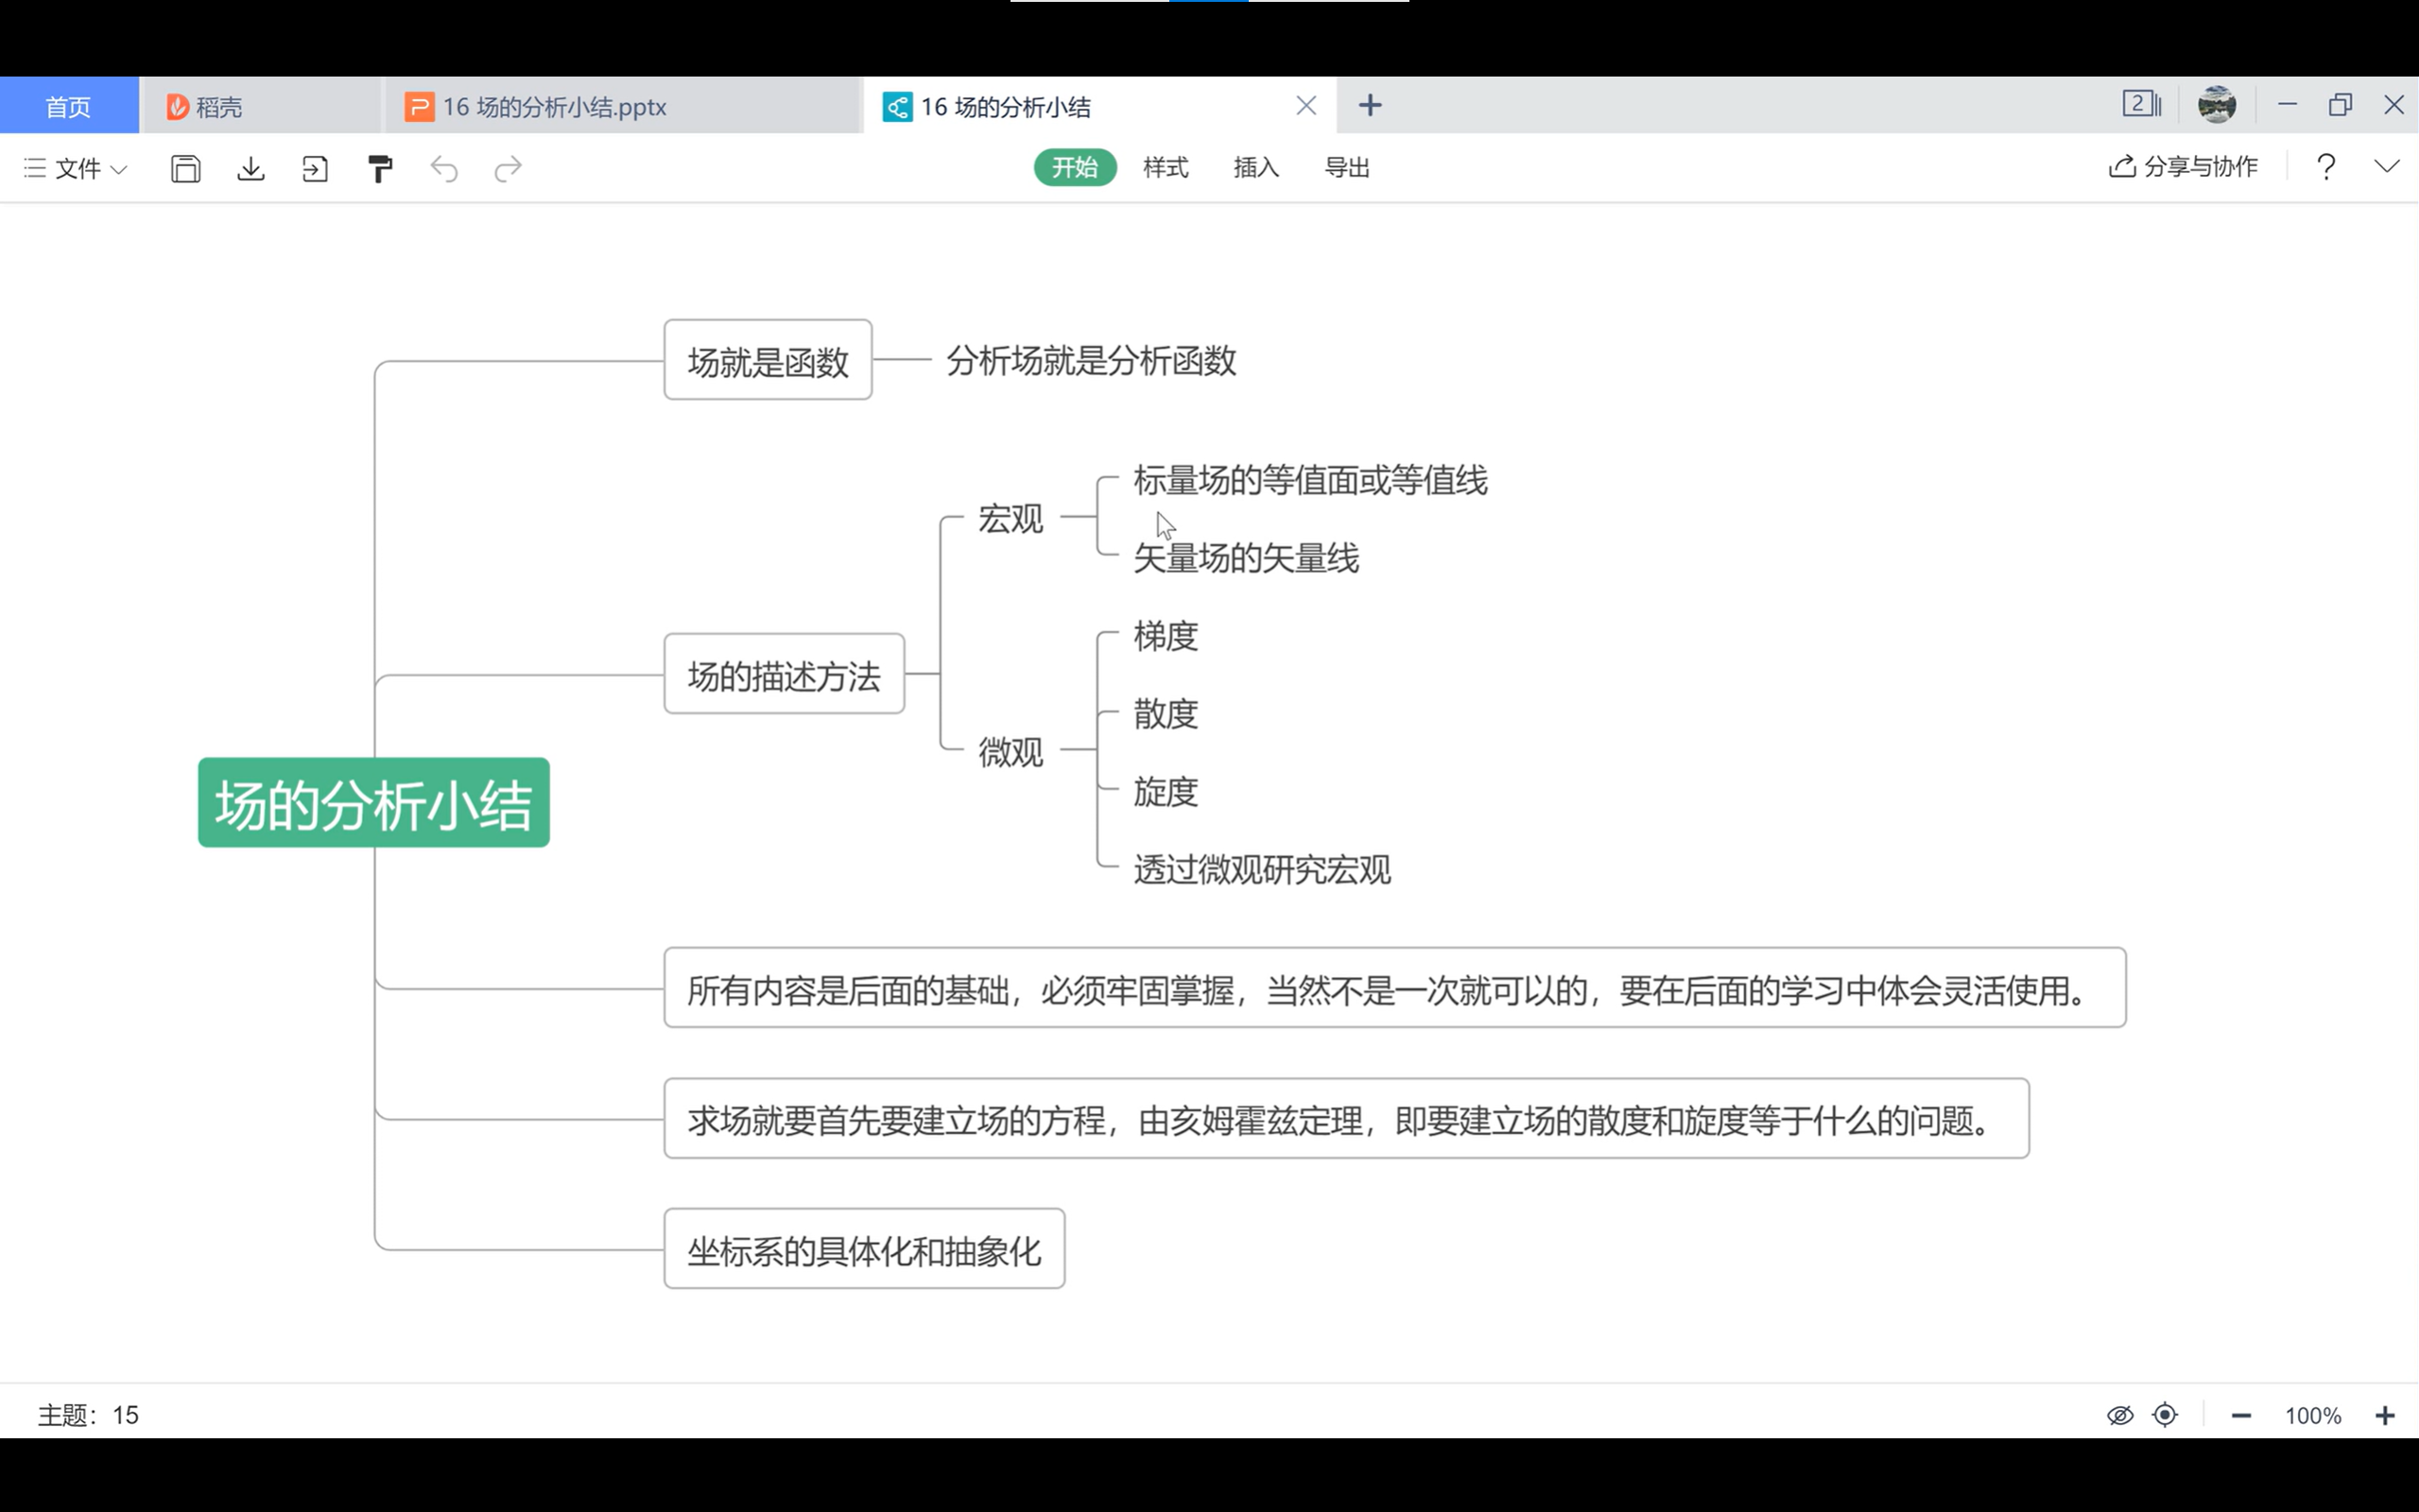 首页
稻壳
16 场的分析小结.pptx
16 场的分析小结
2
文件
开始
样式
插入
导出
分享与协作
场就是函数
分析场就是分析函数
标量场的等值面或等值线
宏观
矢量场的矢量线
梯度
场的描述方法
散度
微观
旋度
场的分析小结
透过微观研究宏观
所有内容是后面的基础，必须牢固掌握，当然不是一次就可以的，要在后面的学习中体会灵活使用。
求场就要首先要建立场的方程，由亥姆霍兹定理，即要建立场的散度和旋度等于什么的问题。
坐标系的具体化和抽象化
主题：15
100%